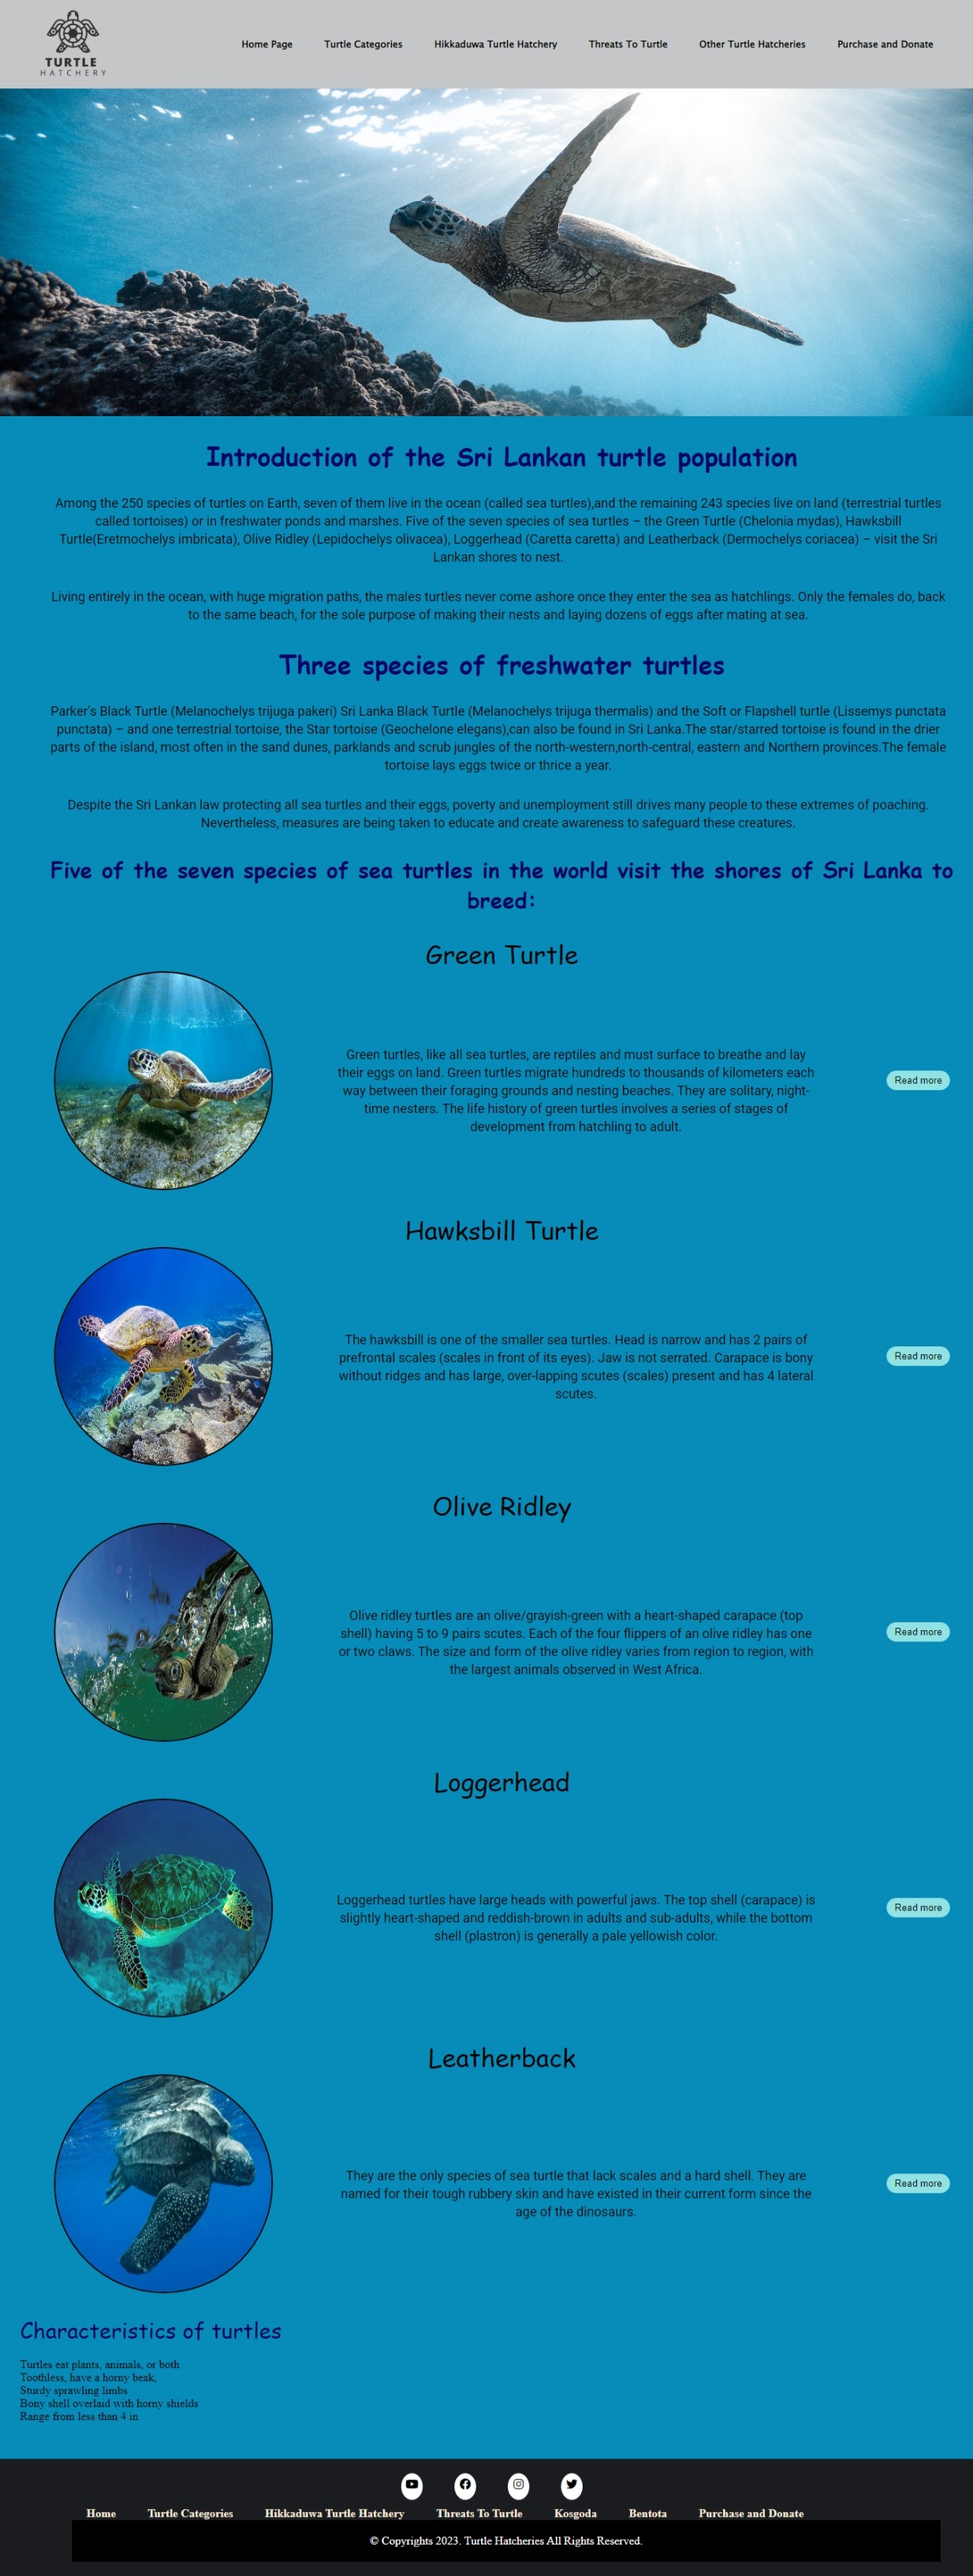 TURTLE
HATCHERY
Home Page Turtle Categories Hikkaduwa Turtle Hatchery Threats To Turtle Other Turtle Hatcheries Purchase and Donate
Introduction of the Sri Lankan turtle population
Among the 250 species of turtles on Earth, seven of them live in the ocean (called sea turtles),and the remaining 243 species live on land (terrestrial turtles
called tortoises) or in freshwater ponds and marshes. Five of the seven species of sea turtles – the Green Turtle (Chelonia mydas), Hawksbill
Turtle(Eretmochelys imbricata), Olive Ridley (Lepidochelys olivacea), Loggerhead (Caretta caretta) and Leatherback (Dermochelys coriacea) – visit the Sri
Lankan shores to nest.
Living entirely in the ocean, with huge migration paths, the males turtles never come ashore once they enter the sea as hatchlings. Only the females do, back
to the same beach, for the sole purpose of making their nests and laying dozens of eggs after mating at sea.
Three species of freshwater turtles
Parker's Black Turtle (Melanochelys trijuga pakeri) Sri Lanka Black Turtle (Melanochelys trijuga thermalis) and the Soft or Flapshell turtle (Lissemys punctata
punctata) – and one terrestrial tortoise, the Star tortoise (Geochelone elegans),can also be found in Sri Lanka.The star/starred tortoise is found in the drier
parts of the island, most often in the sand dunes, parklands and scrub jungles of the north-western,north-central, eastern and Northern provinces.The female
tortoise lays eggs twice or thrice a year.
Despite the Sri Lankan law protecting all sea turtles and their eggs, poverty and unemployment still drives many people to these extremes of poaching.
Nevertheless, measures are being taken to educate and create awareness to safeguard these creatures.
Five of the seven species of sea turtles in the world visit the shores of Sri Lanka to
breed:
Green Turtle
Green turtles, like all sea turtles, are reptiles and must surface to breathe and lay
their eggs on land. Green turtles migrate hundreds to thousands of kilometers each
way between their foraging grounds and nesting beaches. They are solitary, night-
time nesters. The life history of green turtles involves a series of stages of
development from hatchling to adult.
Read more
Hawksbill Turtle
The hawksbill is one of the smaller sea turtles. Head is narrow and has 2 pairs of
prefrontal scales (scales in front of its eyes). Jaw is not serrated. Carapace is bony
without ridges and has large, over-lapping scutes (scales) present and has 4 lateral
scutes.
Read more
Olive Ridley
Olive ridley turtles are an olive/grayish-green with a heart-shaped carapace (top
shell) having 5 to 9 pairs scutes. Each of the four flippers of an olive ridley has one
or two claws. The size and form of the olive ridley varies from region to region, with
the largest animals observed in West Africa.
Read more
Loggerhead
Loggerhead turtles have large heads with powerful jaws. The top shell (carapace) is
slightly heart-shaped and reddish-brown in adults and sub-adults, while the bottom
shell (plastron) is generally a pale yellowish color.
Read more
Leatherback
They are the only species of sea turtle that lack scales and a hard shell. They are
named for their tough rubbery skin and have existed in their current form since the
age of the dinosaurs.
Read more
Characteristics of turtles
Turtles eat plants, animals, or both
Toothless, have a horny beak,
Sturdy sprawling limbs
Bony shell overlaid with horny shields
Range from less than 4 in
Home Turtle Categories Hikkaduwa Turtle Hatchery Threats To Turtle Kosgoda Bentota Purchase and Donate
© Copyrights 2023. Turtle Hatcheries All Rights Reserved.